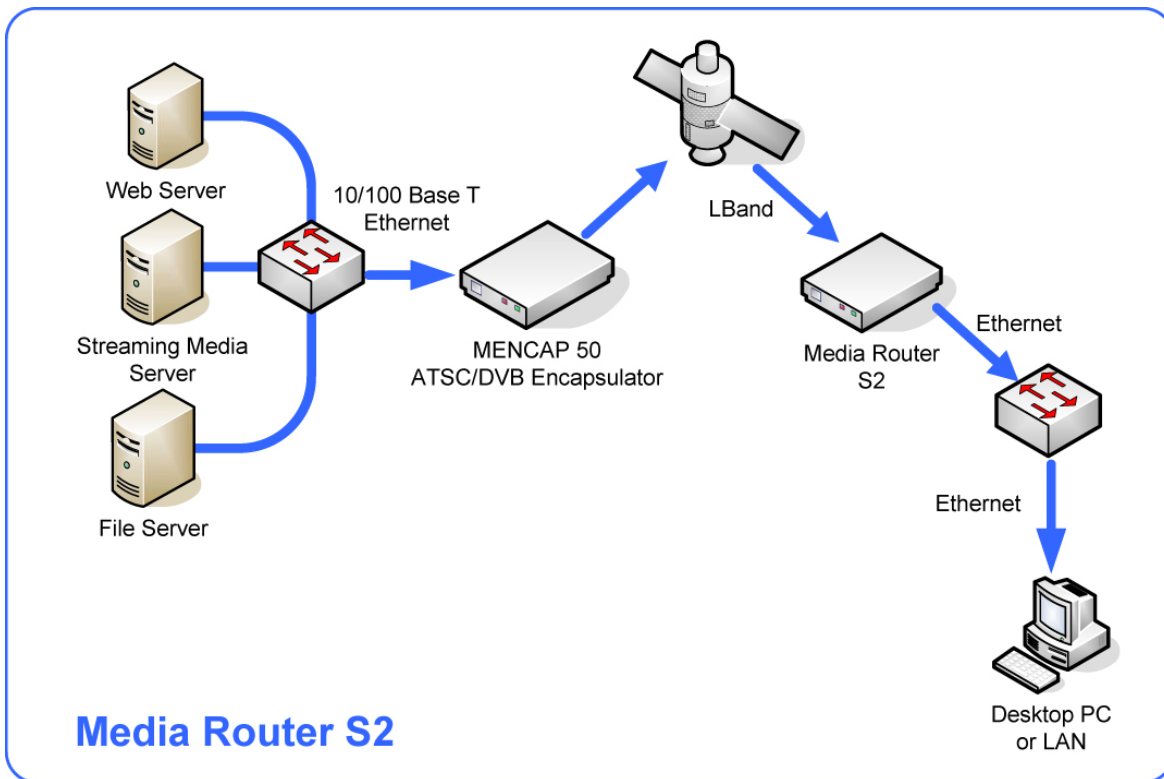 Web Server
10/100 Base T
Ethernet
LBand
Streaming Media
Server
MENCAP 50
ATSC/DVB Encapsulator
Media Router
S2
Ethernet
File Server
Ethernet
Desktop PC
or LAN
Media Router S2